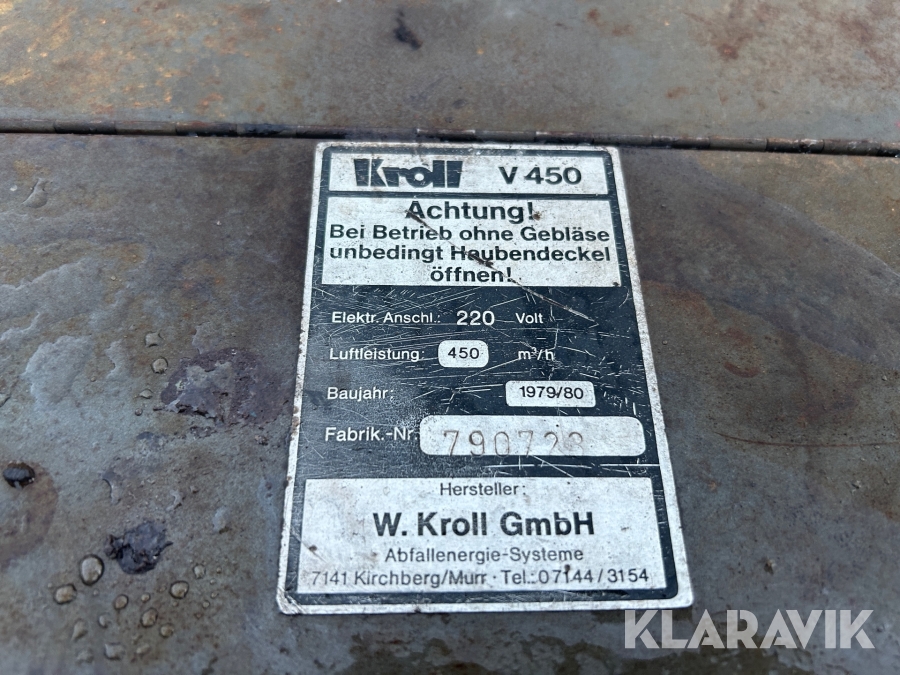 Kroll V 450
Achtung!
Bei Betrieb ohne Gebläse
unbedingt Haubendeckel
öffnen!
Elektr. Anschl.: 220 Volt
Luftleistung: 450 m³/h
Baujahr: 1979/80
Fabrik.-Nr. 790723
Hersteller:
W. Kroll GmbH
Abfallenergie-Systeme
7141 Kirchberg/Murr · Tel.: 07144/3154
KLARAVIK